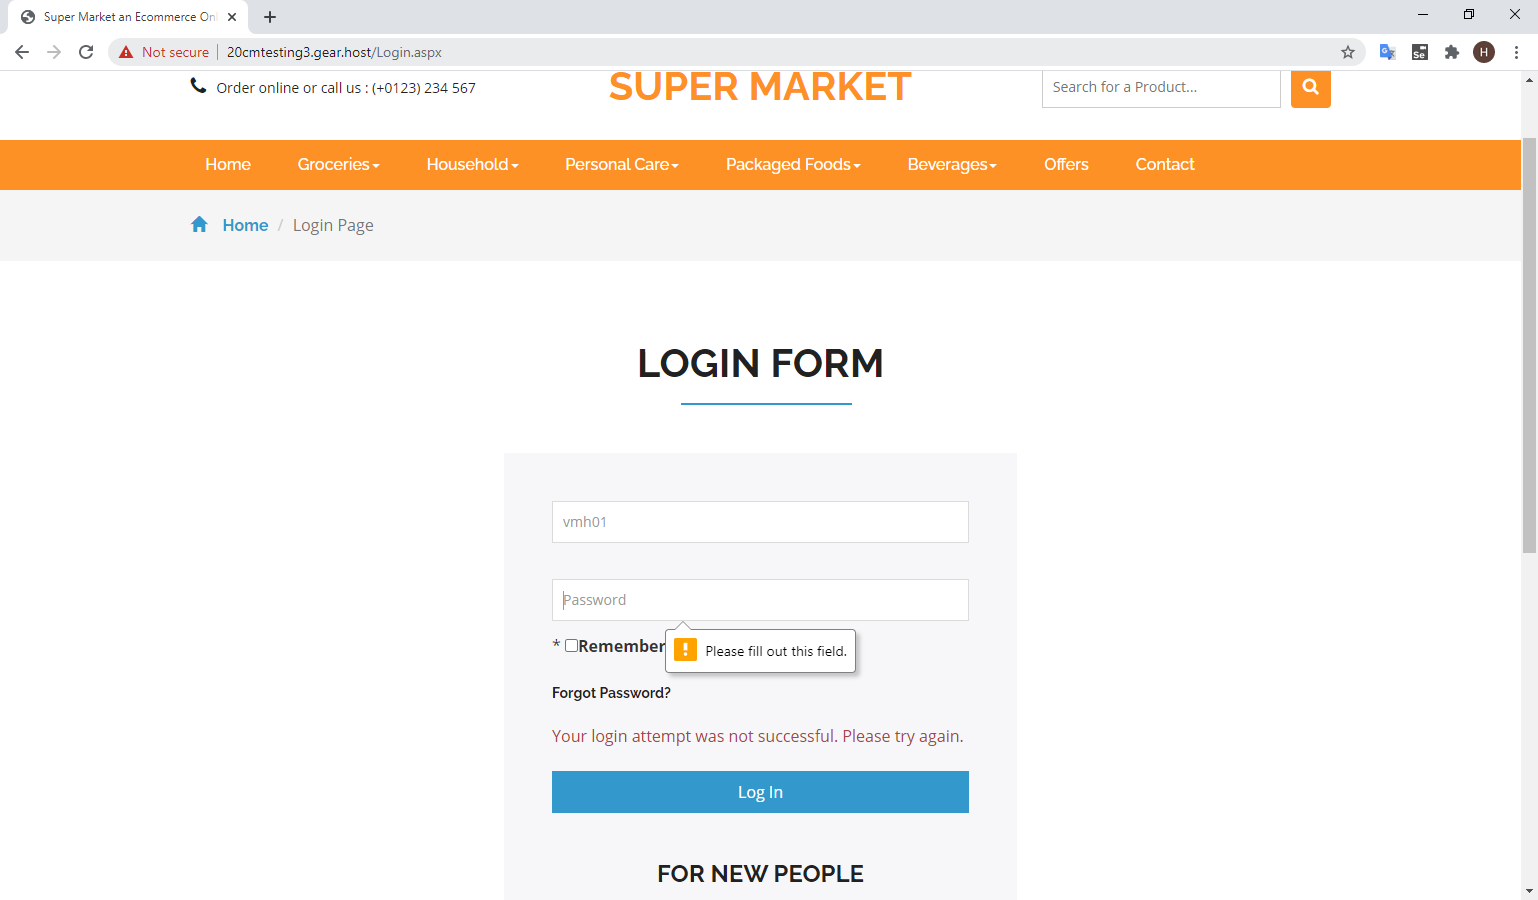 Super Market an Ecommerce Onl
Not secure
20cmtesting3.gear.host/Login.aspx
Se
H
Order online or call us : (+0123) 234 567
SUPER MARKET
Search for a Product...
Home
Groceries
Household
Personal Care
Packaged Foods
Beverages
Offers
Contact
Home / Login Page
LOGIN FORM
vmh01
Password
* Remember
Please fill out this field.
Forgot Password?
Your login attempt was not successful. Please try again.
Log In
FOR NEW PEOPLE